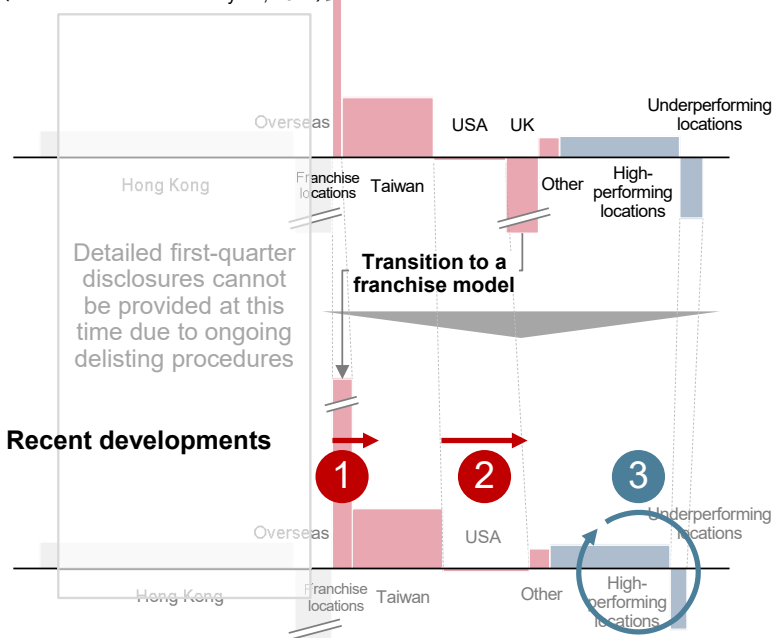 Overseas
USA
UK
Underperforming
locations
Hong Kong
Franchise
locations
Taiwan
Other
High-
performing
locations
Detailed first-quarter
disclosures cannot
be provided at this
time due to ongoing
delisting procedures
Transition to a
franchise model
Recent developments
1
2
3
Overseas
USA
Underperforming
locations
Hong Kong
Franchise
locations
Taiwan
Other
High-
performing
locations